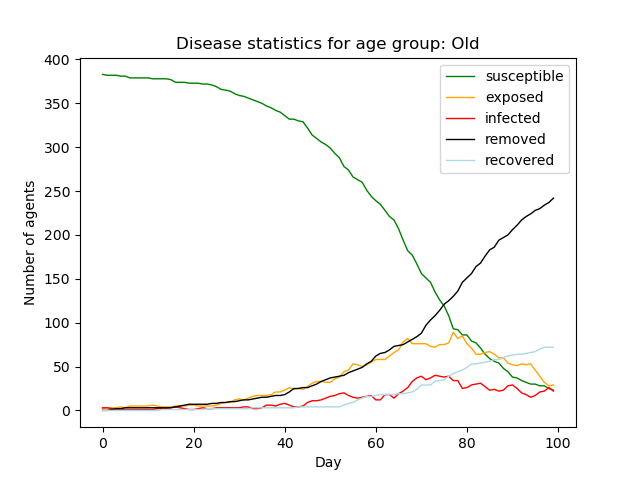 Disease statistics for age group: Old
Number of agents
400
350
300
250
200
150
100
50
0
susceptible
exposed
infected
removed
recovered
0 20 40 60 80 100
Day